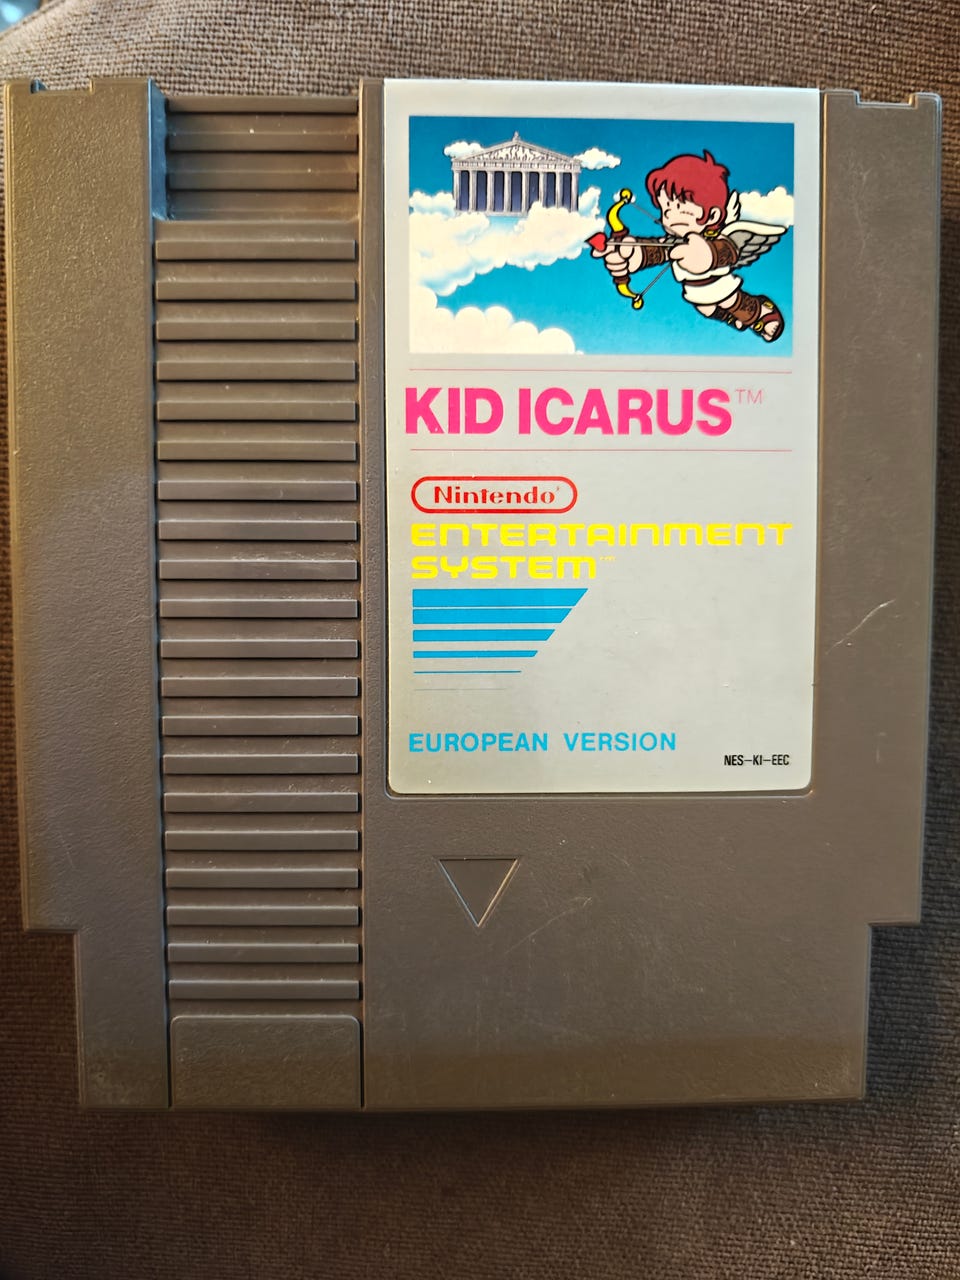 KID ICARUS™
Nintendo®
ENTERTAINMENT
SYSTEM™
EUROPEAN VERSION
NES-KI-EEC